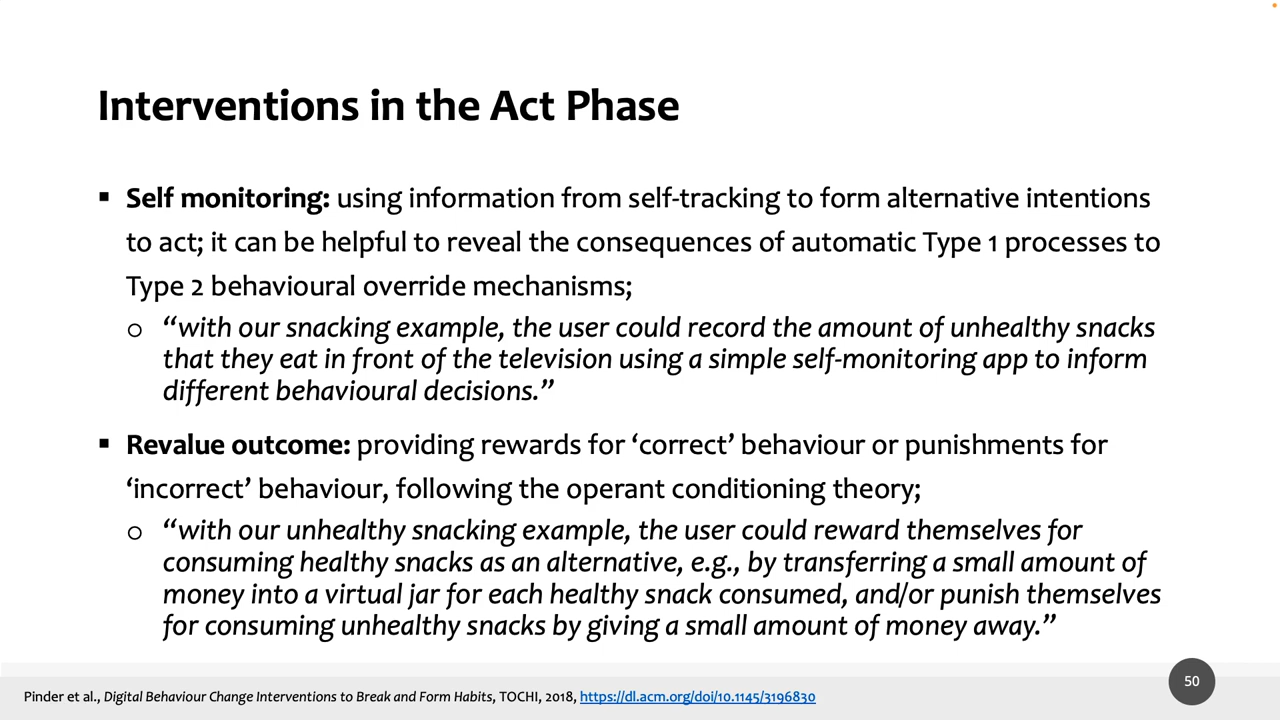 Interventions in the Act Phase
▪ Self monitoring: using information from self-tracking to form alternative intentions
to act; it can be helpful to reveal the consequences of automatic Type 1 processes to
Type 2 behavioural override mechanisms;
o “with our snacking example, the user could record the amount of unhealthy snacks
that they eat in front of the television using a simple self-monitoring app to inform
different behavioural decisions.”
▪ Revalue outcome: providing rewards for ‘correct’ behaviour or punishments for
‘incorrect’ behaviour, following the operant conditioning theory;
o “with our unhealthy snacking example, the user could reward themselves for
consuming healthy snacks as an alternative, e.g., by transferring a small amount of
money into a virtual jar for each healthy snack consumed, and/or punish themselves
for consuming unhealthy snacks by giving a small amount of money away.”
Pinder et al., Digital Behaviour Change Interventions to Break and Form Habits, TOCHI, 2018, https://dl.acm.org/doi/10.1145/3196830
50